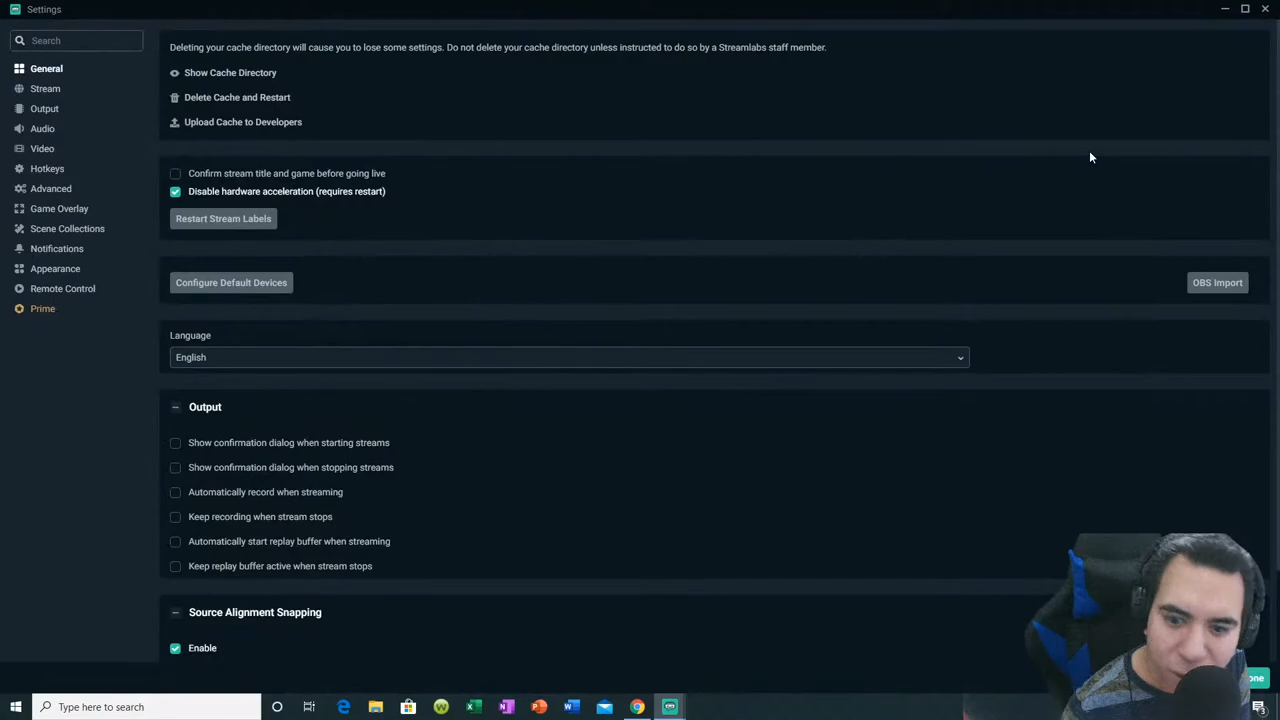 Settings
Search
General
Stream
Output
Audio
Video
Hotkeys
Advanced
Game Overlay
Scene Collections
Notifications
Appearance
Remote Control
Prime
Deleting your cache directory will cause you to lose some settings. Do not delete your cache directory unless instructed to do so by a Streamlabs staff member.
Show Cache Directory
Delete Cache and Restart
Upload Cache to Developers
Confirm stream title and game before going live
Disable hardware acceleration (requires restart)
Restart Stream Labels
Configure Default Devices
OBS Import
Language
English
Output
Show confirmation dialog when starting streams
Show confirmation dialog when stopping streams
Automatically record when streaming
Keep recording when stream stops
Automatically start replay buffer when streaming
Keep replay buffer active when stream stops
Source Alignment Snapping
Enable
one
Type here to search
3